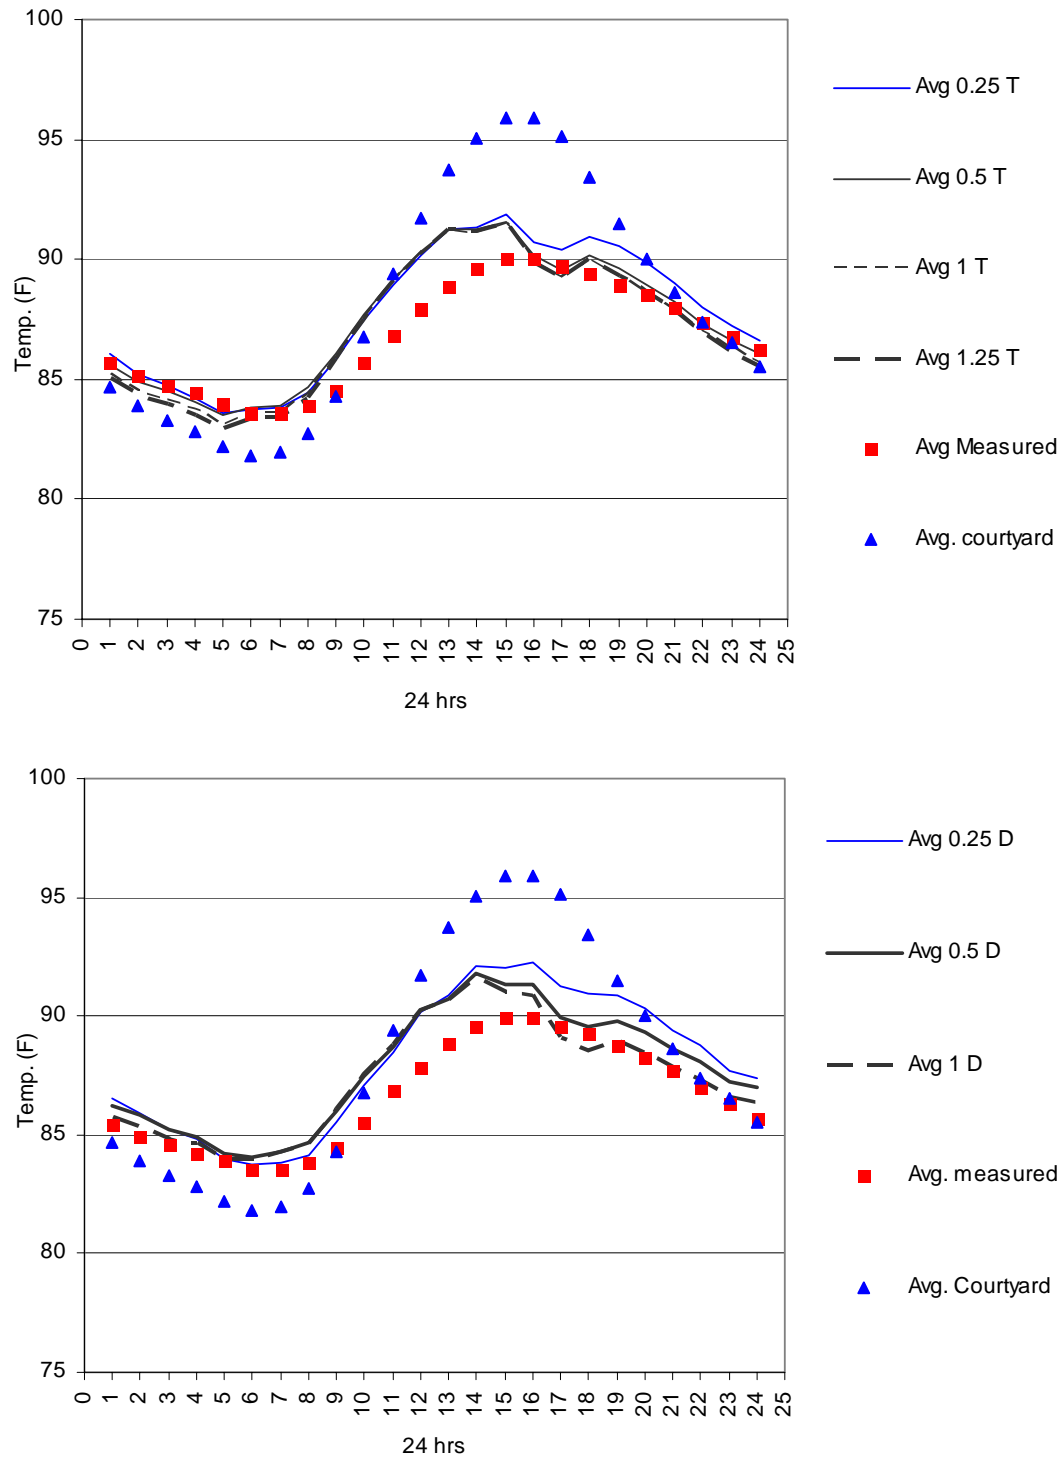 100
95
90
85
80
75
Temp. (F)
0 1 2 3 4 5 6 7 8 9 10 11 12 13 14 15 16 17 18 19 20 21 22 23 24 25
24 hrs
Avg 0.25 T
Avg 0.5 T
Avg 1 T
Avg 1.25 T
Avg Measured
Avg. courtyard
100
95
90
85
80
75
Temp. (F)
0 1 2 3 4 5 6 7 8 9 10 11 12 13 14 15 16 17 18 19 20 21 22 23 24 25
24 hrs
Avg 0.25 D
Avg 0.5 D
Avg 1 D
Avg. measured
Avg. Courtyard